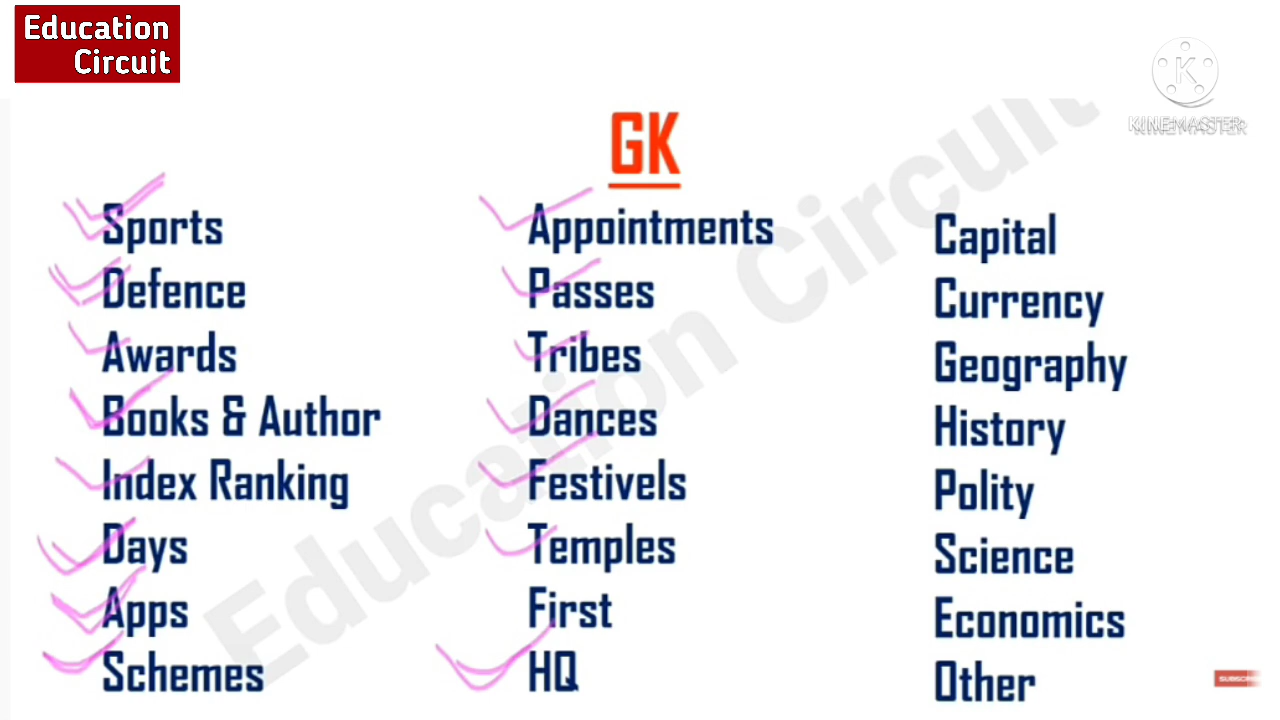 Education
Circuit
KINEMASTER
GK
Sports
Defence
Awards
Books & Author
Index Ranking
Days
Apps
Schemes
Appointments
Passes
Tribes
Dances
Festivels
Temples
First
HQ
Capital
Currency
Geography
History
Polity
Science
Economics
Other
Education Circuit